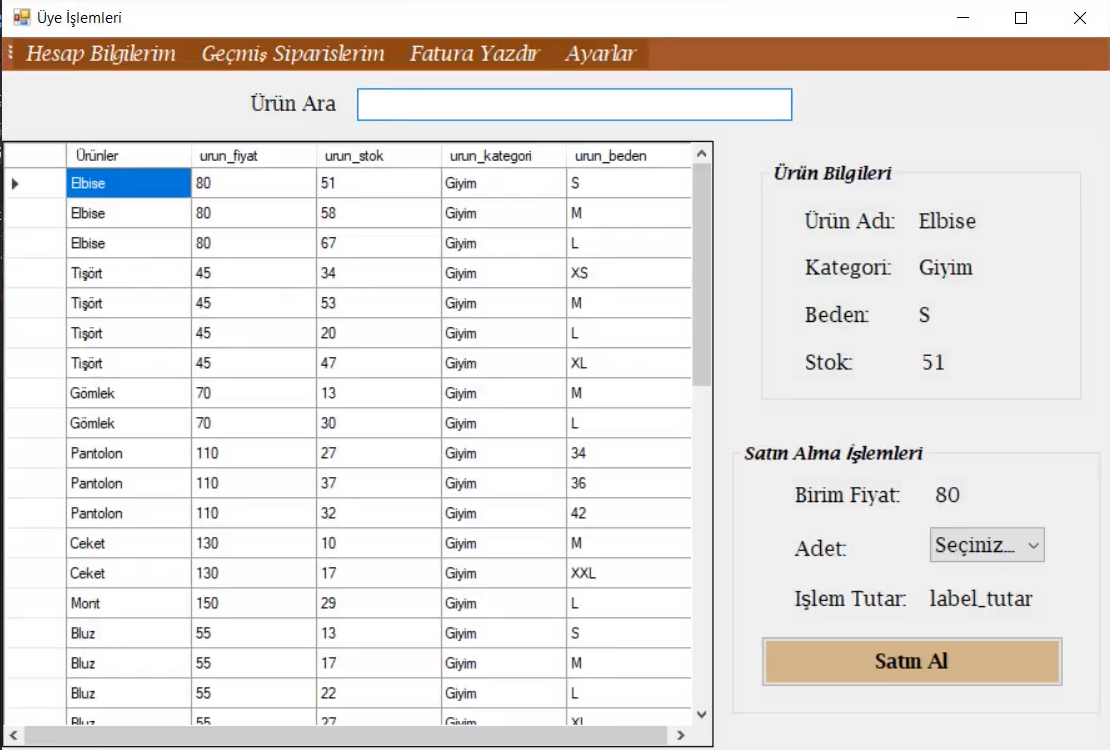 Üye İşlemleri
Hesap Bilgilerim Geçmiş Siparislerim Fatura Yazdır Ayarlar
Ürün Ara
Ürünler urun_fiyat urun_stok urun_kategori urun_beden
Elbise 80 51 Giyim S
Elbise 80 58 Giyim M
Elbise 80 67 Giyim L
Tişört 45 34 Giyim XS
Tişört 45 53 Giyim M
Tişört 45 20 Giyim L
Tişört 45 47 Giyim XL
Gömlek 70 13 Giyim M
Gömlek 70 30 Giyim L
Pantolon 110 27 Giyim 34
Pantolon 110 37 Giyim 36
Pantolon 110 32 Giyim 42
Ceket 130 10 Giyim M
Ceket 130 17 Giyim XXL
Mont 150 29 Giyim L
Bluz 55 13 Giyim S
Bluz 55 17 Giyim M
Bluz 55 22 Giyim L
Bluz 55 27 Giyim XL
Ürün Bilgileri
Ürün Adı: Elbise
Kategori: Giyim
Beden: S
Stok: 51
Satın Alma İşlemleri
Birim Fiyat: 80
Adet: Seçiniz...
Işlem Tutar: label_tutar
Satın Al